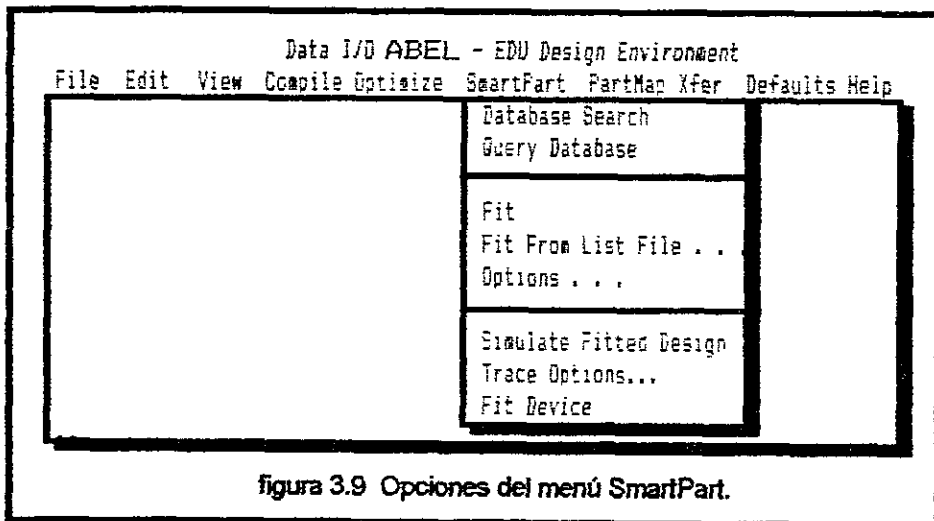 Data I/O ABEL - EDU Design Environment
File Edit View Compile Optimize SmartPart PartMap Xfer Defaults Help
Database Search
Query Database
Fit
Fit From List File . . .
Options . . .
Simulate Fitted Design
Trace Options...
Fit Device
figura 3.9 Opciones del menú SmartPart.